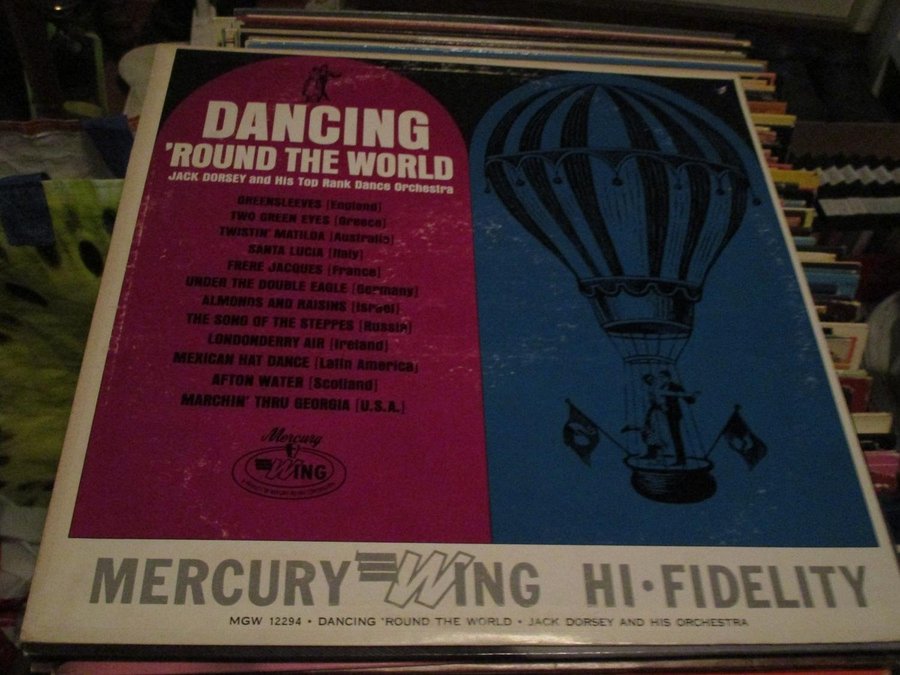 DANCING
'ROUND THE WORLD
JACK DORSEY and His Top Rank Dance Orchestra
GREENSLEEVES [England]
TWO GREEN EYES [Greece]
TWISTIN' MATILDA [Australia]
SANTA LUCIA [Italy]
FRERE JACQUES [France]
UNDER THE DOUBLE EAGLE [Germany]
ALMONDS AND RAISINS [Israel]
THE SONG OF THE STEPPES [Russia]
LONDONDERRY AIR [Ireland]
MEXICAN HAT DANCE [Latin America]
AFTON WATER [Scotland]
MARCHIN' THRU GEORGIA [U.S.A.]
Mercury
WING
MERCURY WING HI•FIDELITY
MGW 12294 • DANCING 'ROUND THE WORLD • JACK DORSEY AND HIS ORCHESTRA